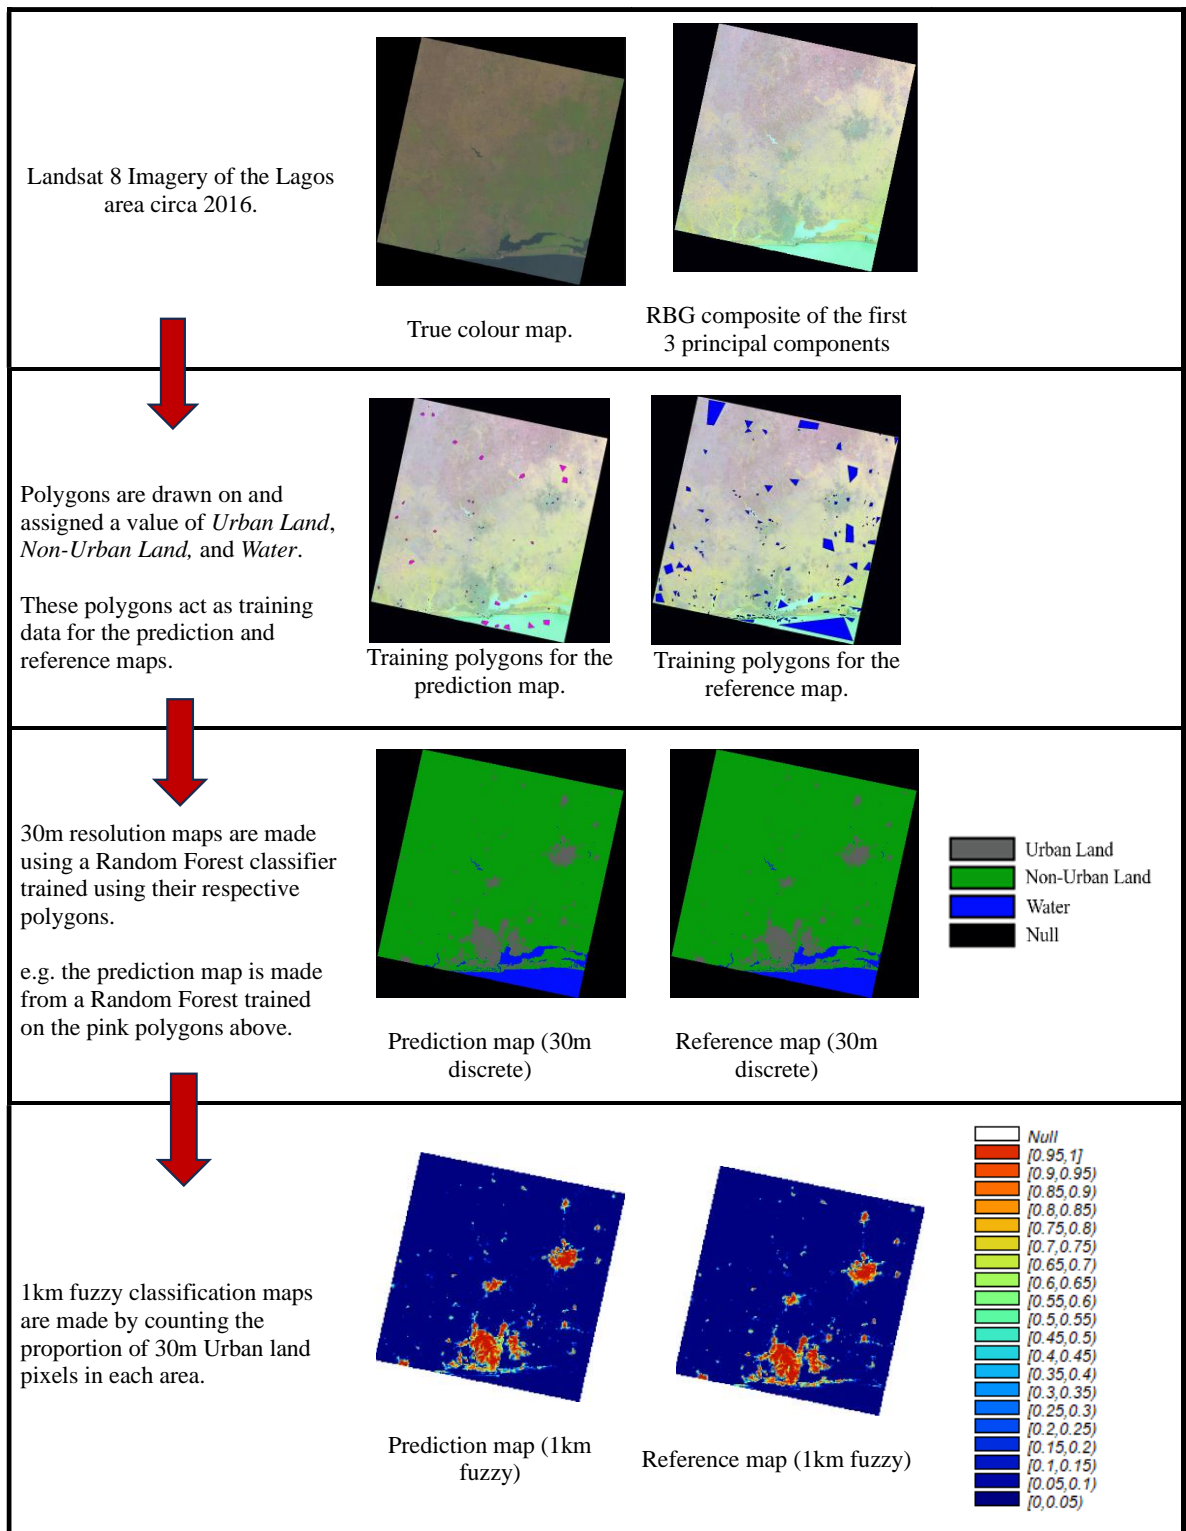 Landsat 8 Imagery of the Lagos
area circa 2016.
True colour map.
RBG composite of the first
3 principal components
Polygons are drawn on and
assigned a value of Urban Land,
Non-Urban Land, and Water.
These polygons act as training
data for the prediction and
reference maps.
Training polygons for the
prediction map.
Training polygons for the
reference map.
30m resolution maps are made
using a Random Forest classifier
trained using their respective
polygons.
e.g. the prediction map is made
from a Random Forest trained
on the pink polygons above.
Prediction map (30m
discrete)
Reference map (30m
discrete)
Urban Land
Non-Urban Land
Water
Null
1km fuzzy classification maps
are made by counting the
proportion of 30m Urban land
pixels in each area.
Prediction map (1km
fuzzy)
Reference map (1km fuzzy)
Null
[0.95,1]
[0.9,0.95)
[0.85,0.9)
[0.8,0.85)
[0.75,0.8)
[0.7,0.75)
[0.65,0.7)
[0.6,0.65)
[0.55,0.6)
[0.5,0.55)
[0.45,0.5)
[0.4,0.45)
[0.35,0.4)
[0.3,0.35)
[0.25,0.3)
[0.2,0.25)
[0.15,0.2)
[0.1,0.15)
[0.05,0.1)
[0,0.05)